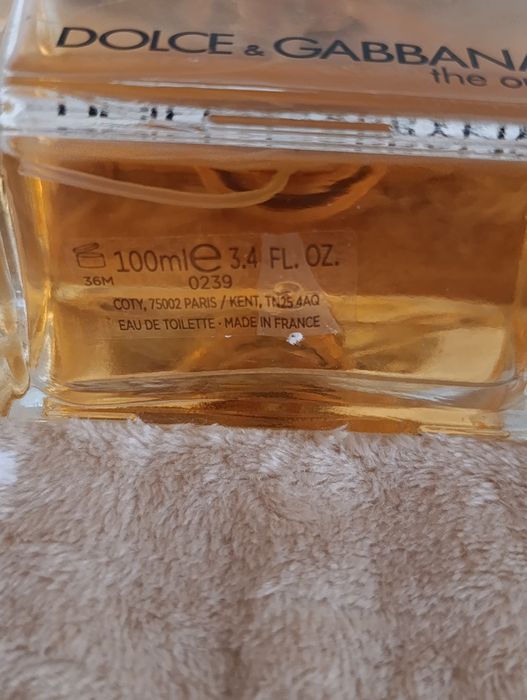 DOLCE & GABBANA
the on
100ml e 3.4 FL. OZ.
36M
0239
COTY, 75002 PARIS / KENT, TN25 4AQ
EAU DE TOILETTE · MADE IN FRANCE